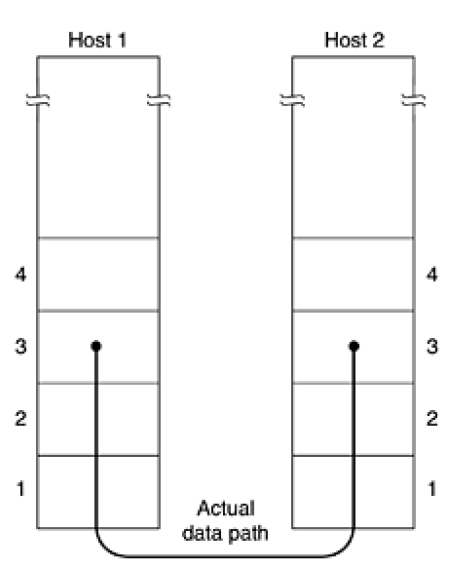 Host 1 Host 2
4 4
3 3
2 2
1 1
Actual
data path